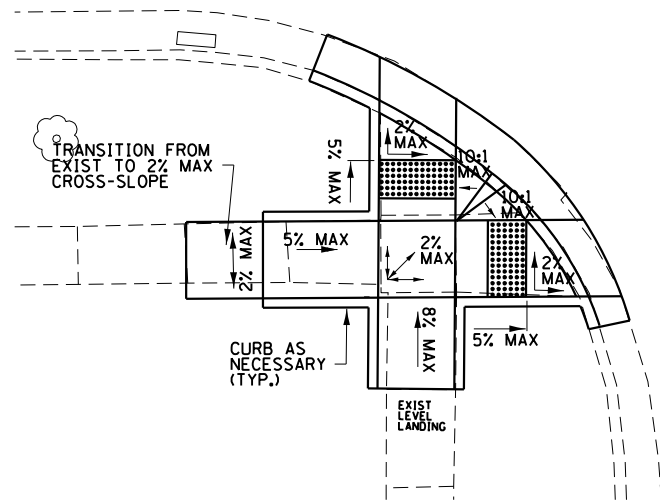 2%
MAX
5% MAX
10:1
MAX
TRANSITION FROM
EXIST TO 2% MAX
CROSS-SLOPE
10:1
MAX
5% MAX
2% MAX
2%
MAX
2%
MAX
8% MAX
5% MAX
CURB AS
NECESSARY
(TYP.)
EXIST
LEVEL
LANDING